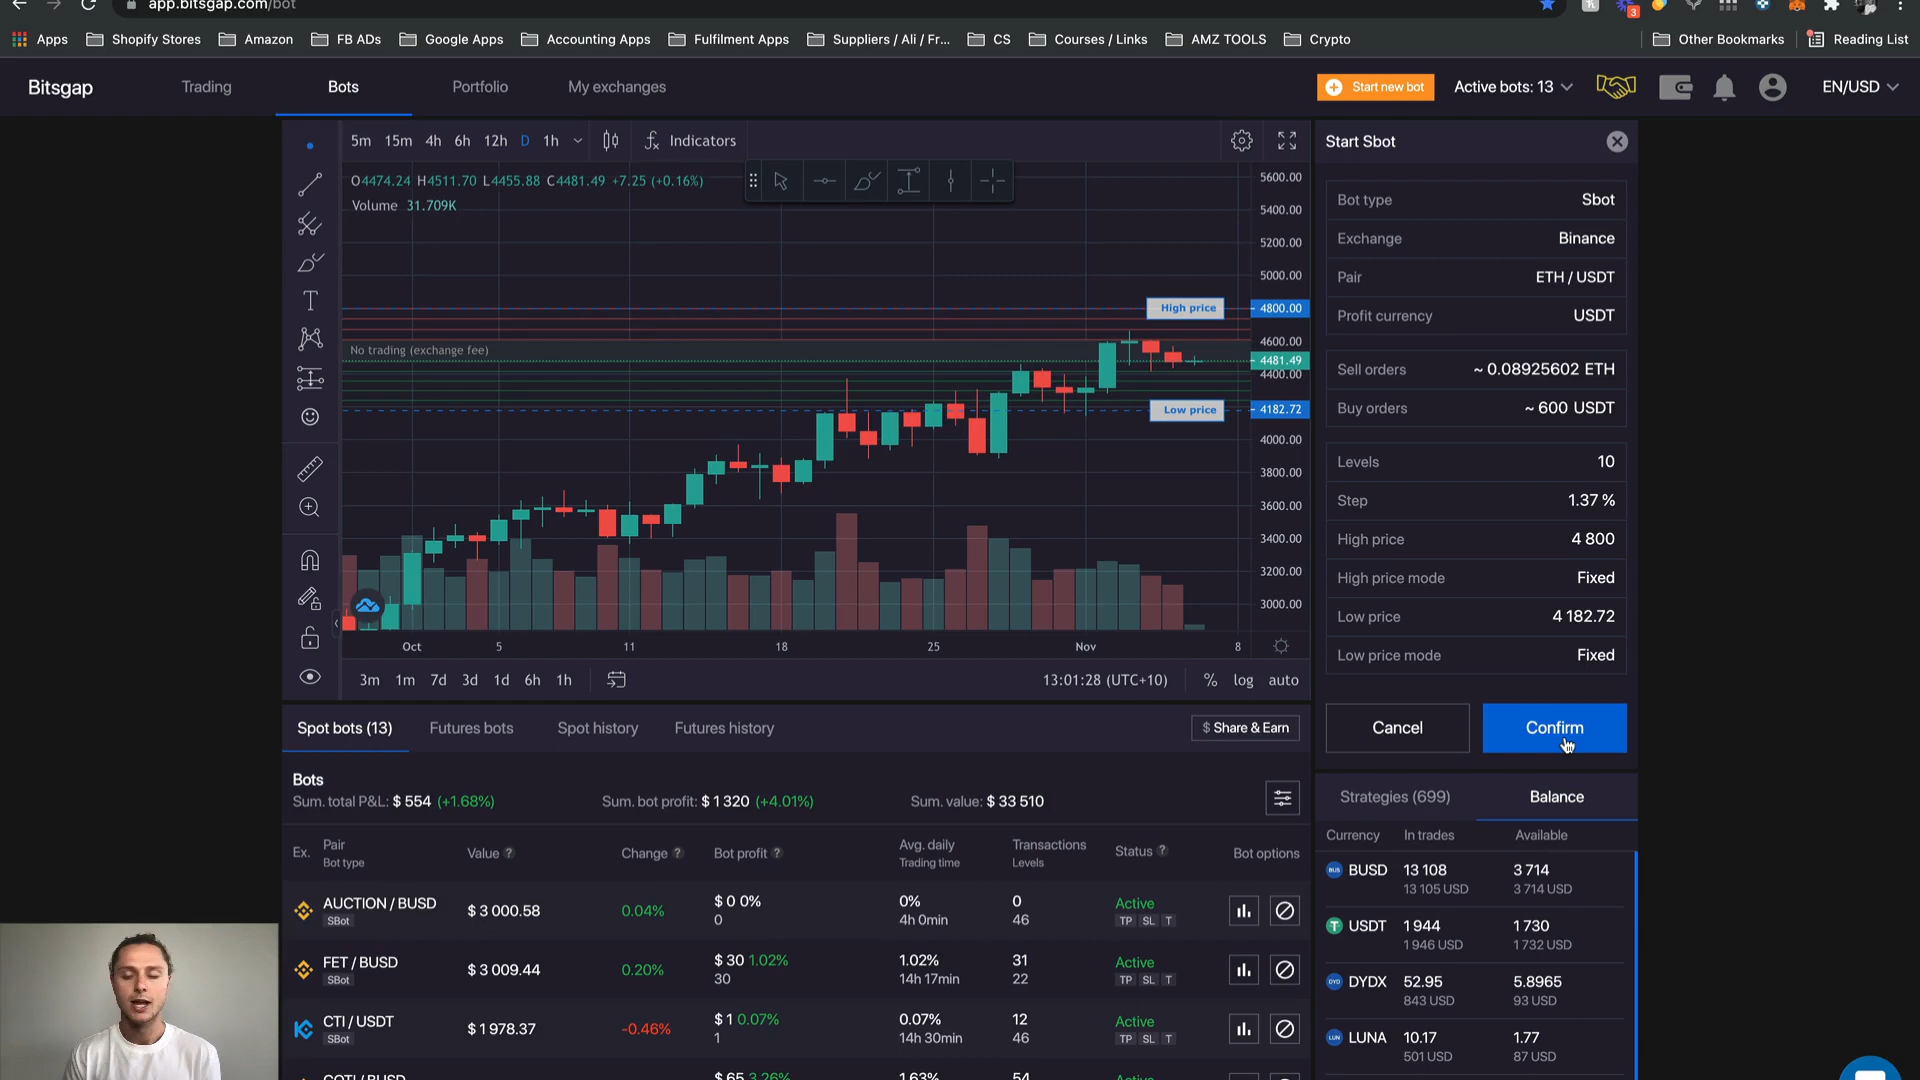 app.bitsgap.com/bot
3
Apps
Shopify Stores
Amazon
FB ADs
Google Apps
Accounting Apps
Fulfilment Apps
Suppliers / Ali / Fr...
CS
Courses / Links
AMZ TOOLS
Crypto
Other Bookmarks
Reading List
Bitsgap
Trading
Bots
Portfolio
My exchanges
Start new bot
Active bots: 13
EN/USD
5m 15m 4h 6h 12h D 1h
Indicators
O4474.24 H4511.70 L4455.88 C4481.49 +7.25 (+0.16%)
Volume 31.709K
5600.00
5400.00
5200.00
5000.00
High price
4800.00
4600.00
No trading (exchange fee)
4481.49
4400.00
Low price
4182.72
4000.00
3800.00
3600.00
3400.00
3200.00
3000.00
Oct 5 11 18 25 Nov 8
3m 1m 7d 3d 1d 6h 1h
13:01:28 (UTC+10)
% log auto
Start Sbot
Bot type Sbot
Exchange Binance
Pair ETH / USDT
Profit currency USDT
Sell orders ~ 0.08925602 ETH
Buy orders ~ 600 USDT
Levels 10
Step 1.37 %
High price 4 800
High price mode Fixed
Low price 4 182.72
Low price mode Fixed
Cancel
Confirm
Spot bots (13)
Futures bots
Spot history
Futures history
$ Share & Earn
Bots
Sum. total P&L: $ 554 (+1.68%)
Sum. bot profit: $ 1 320 (+4.01%)
Sum. value: $ 33 510
Ex.
Pair
Bot type
Value ?
Change ?
Bot profit ?
Avg. daily
Trading time
Transactions
Levels
Status ?
Bot options
AUCTION / BUSD
SBot
$ 3 000.58
0.04%
$ 0 0%
0
0%
4h 0min
0
46
Active
TP SL T
FET / BUSD
SBot
$ 3 009.44
0.20%
$ 30 1.02%
30
1.02%
14h 17min
31
22
Active
TP SL T
CTI / USDT
SBot
$ 1 978.37
-0.46%
$ 1 0.07%
1
0.07%
14h 30min
12
46
Active
TP SL T
COTI / BUSD
$ 65 3.26%
1.63%
54
Active
Strategies (699)
Balance
Currency In trades Available
BUSD 13 108 3 714
13 105 USD 3 714 USD
USDT 1 944 1 730
1 946 USD 1 732 USD
DYDX 52.95 5.8965
843 USD 93 USD
LUNA 10.17 1.77
501 USD 87 USD